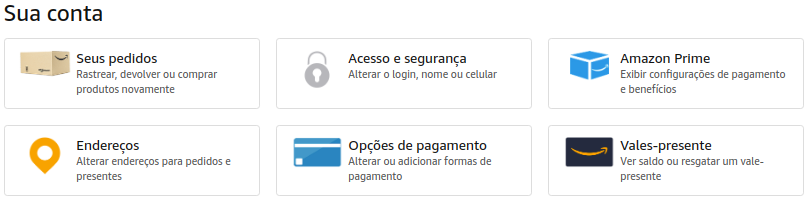 Sua conta
Seus pedidos
Rastrear, devolver ou comprar
produtos novamente
Acesso e segurança
Alterar o login, nome ou celular
Amazon Prime
Exibir configurações de pagamento
e benefícios
Endereços
Alterar endereços para pedidos e
presentes
Opções de pagamento
Alterar ou adicionar formas de
pagamento
Vales-presente
Ver saldo ou resgatar um vale-
presente